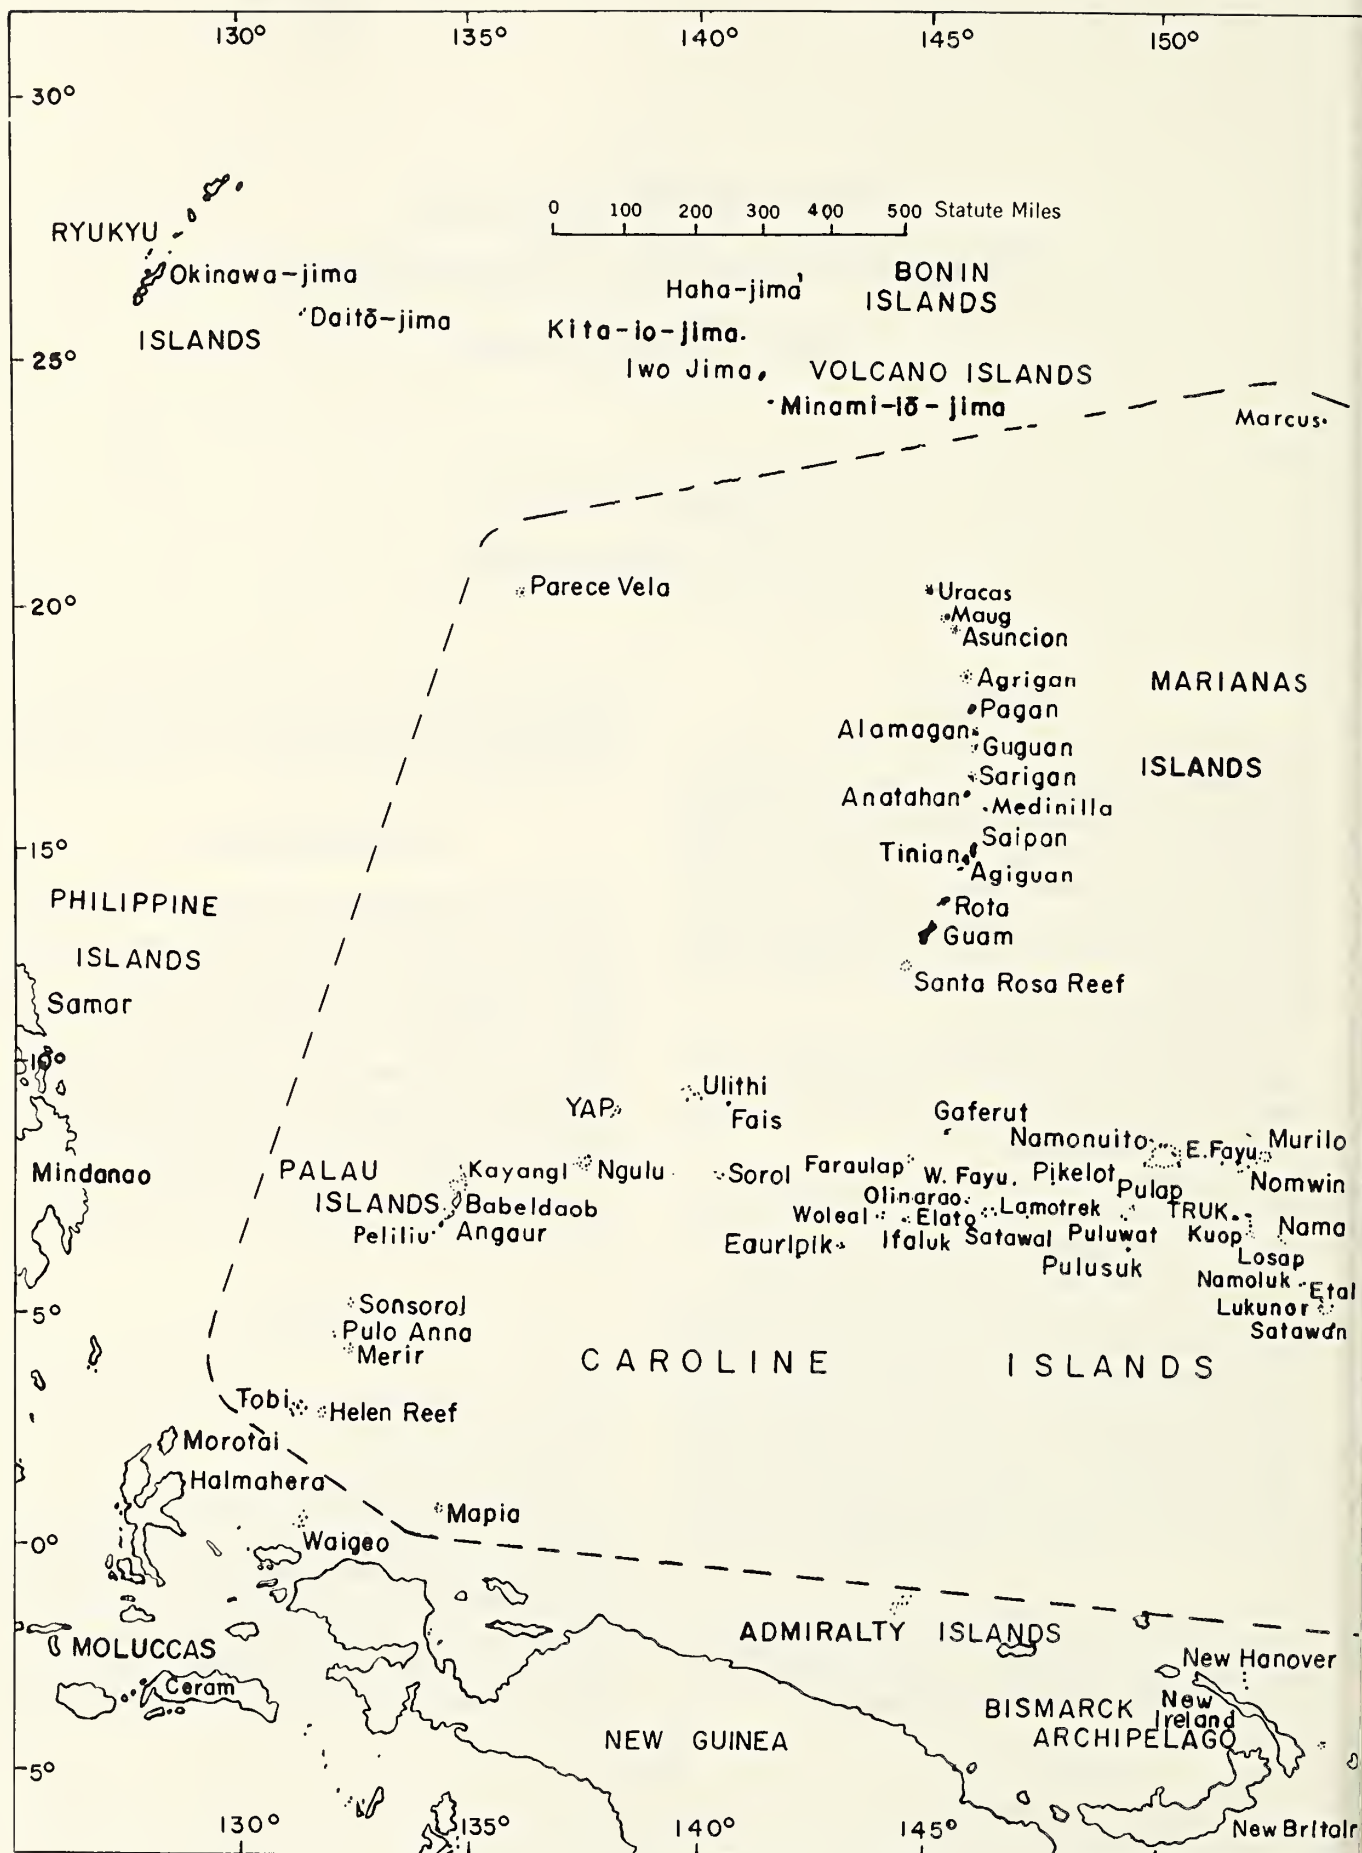 130° 135° 140° 145° 150°
30°
0 100 200 300 400 500 Statute Miles
RYUKYU
Okinawa-jima
Haha-jima
BONIN
ISLANDS
Daitō-jima
Kita-io-jima
ISLANDS
25°
Iwo Jima
VOLCANO ISLANDS
Minami-iō-jima
Marcus
20°
Parece Vela
Uracas
Maug
Asuncion
Agrigan
MARIANAS
Pagan
Alamagan
Guguan
ISLANDS
Sarigan
Anatahan
Medinilla
Saipan
15°
Tinian
Agiguan
PHILIPPINE
Rota
Guam
ISLANDS
Santa Rosa Reef
Samar
10°
Ulithi
YAP
Fais
Gaferut
Namonuito
E. Fayu
Murilo
Mindanao
PALAU
Kayangl
Ngulu
Sorol
Faraulap
W. Fayu
Pikelot
Pulap
Nomwin
ISLANDS
Babeldaob
Olinarao
Lamotrek
TRUK
Woleai
Elato
Nama
Peliliu
Angaur
Eauripik
Ifaluk
Satawal
Puluwat
Kuop
Losap
Pulusuk
Namoluk
Etal
5°
Sonsorol
Lukunor
Pulo Anna
Satawan
Merir
CAROLINE ISLANDS
Tobi
Helen Reef
Morotai
Halmahera
Mapia
0°
Waigeo
ADMIRALTY ISLANDS
MOLUCCAS
New Hanover
Ceram
BISMARCK
ARCHIPELAGO
New
Ireland
NEW GUINEA
5°
130° 135° 140° 145°
New Britain